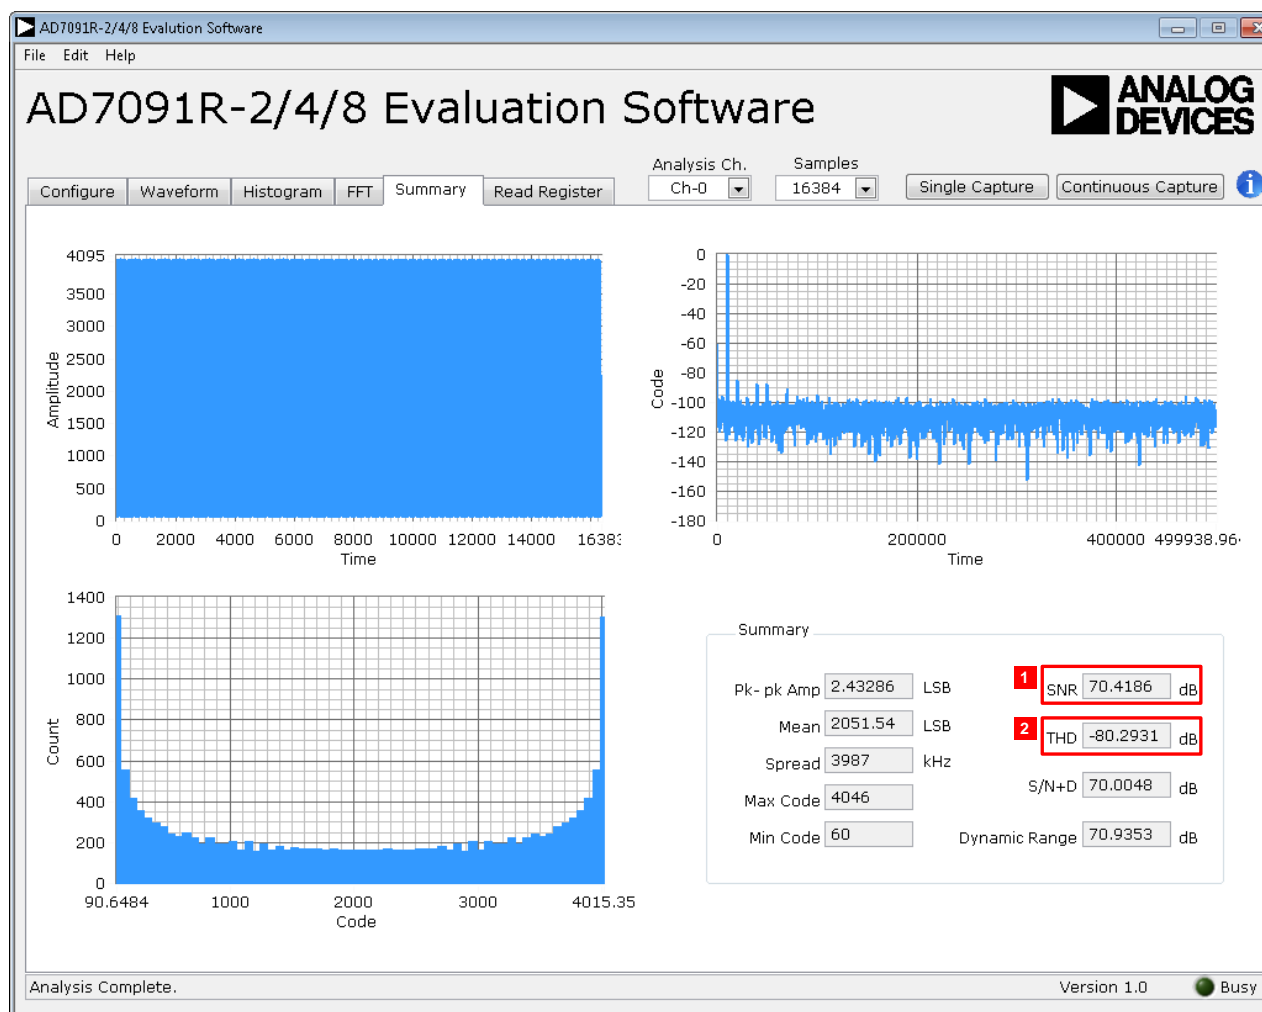 AD7091R-2/4/8 Evalution Software
File Edit Help
AD7091R-2/4/8 Evaluation Software
ANALOG
DEVICES
Analysis Ch. Samples
Configure Waveform Histogram FFT Summary Read Register Ch-0 16384 Single Capture Continuous Capture i
4095
3500
3000
2500
2000
1500
1000
500
0
Amplitude
0 2000 4000 6000 8000 10000 12000 14000 16383
Time
0
-20
-40
-60
-80
-100
-120
-140
-160
-180
Code
0 200000 400000 499938.96
Time
1400
1200
1000
800
600
400
200
0
Count
90.6484 1000 2000 3000 4015.35
Code
Summary
Pk- pk Amp 2.43286 LSB
Mean 2051.54 LSB
Spread 3987 kHz
Max Code 4046
Min Code 60
1 SNR 70.4186 dB
2 THD -80.2931 dB
S/N+D 70.0048 dB
Dynamic Range 70.9353 dB
Analysis Complete. Version 1.0 Busy